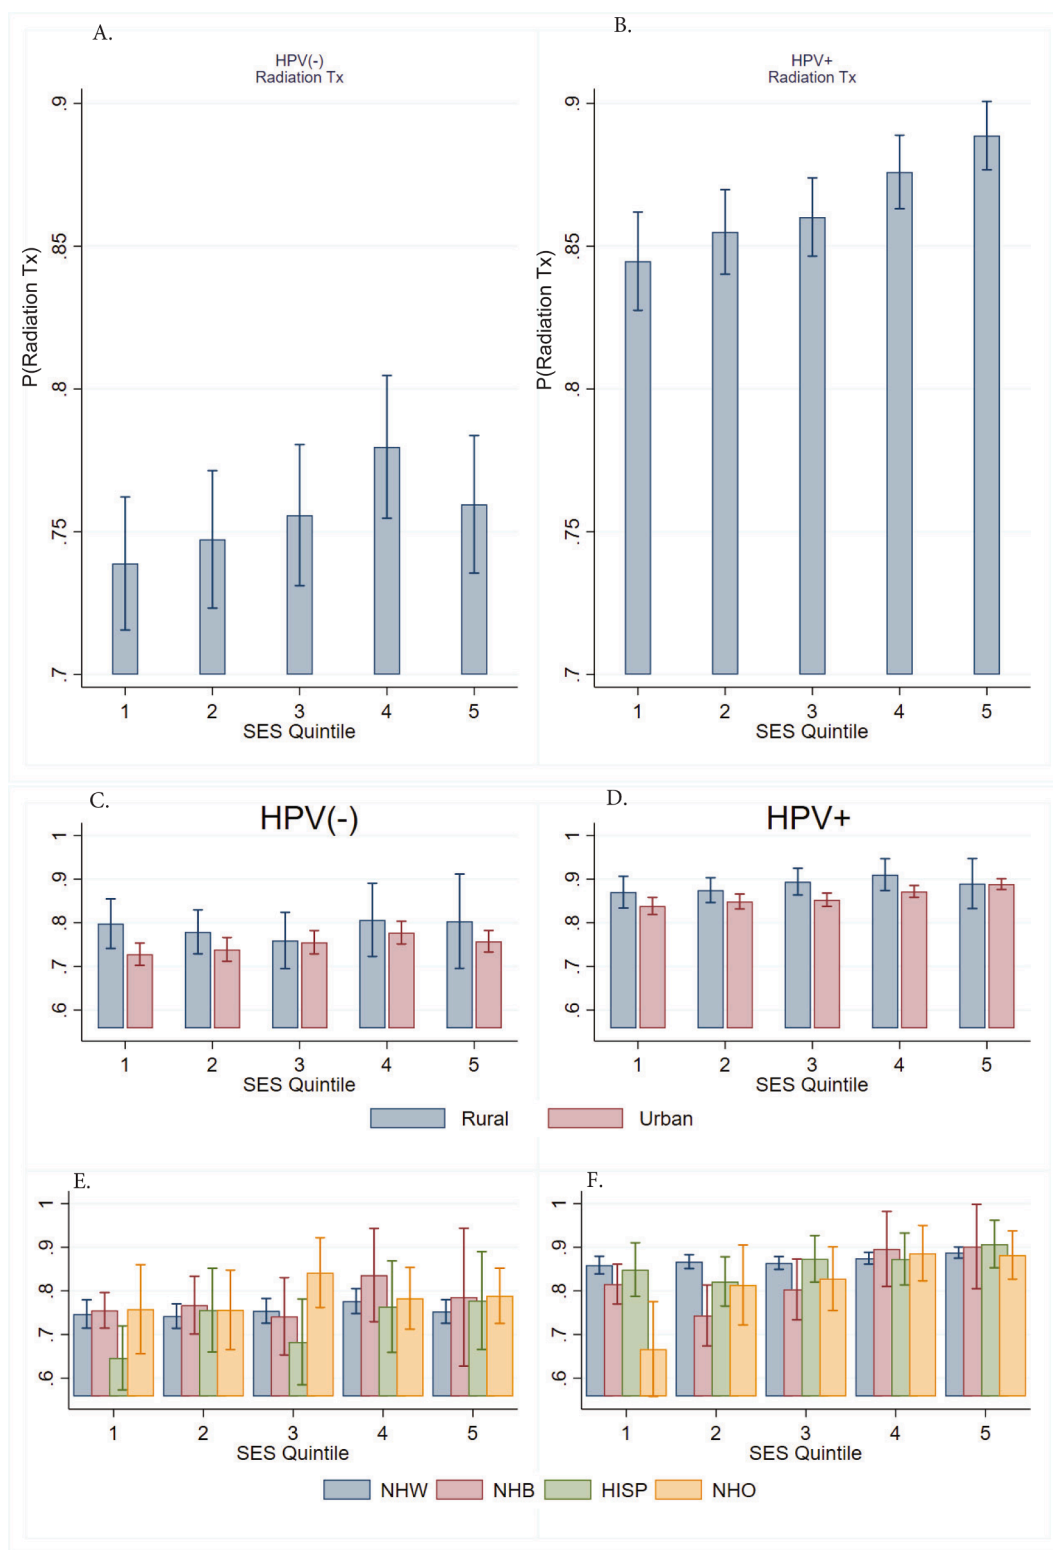 A.
HPV(-)
Radiation Tx
P(Radiation Tx)
.9
.85
.8
.75
.7
1 2 3 4 5
SES Quintile
B.
HPV+
Radiation Tx
P(Radiation Tx)
.9
.85
.8
.75
.7
1 2 3 4 5
SES Quintile
C.
HPV(-)
1
.9
.8
.7
.6
1 2 3 4 5
SES Quintile
D.
HPV+
1
.9
.8
.7
.6
1 2 3 4 5
SES Quintile
Rural Urban
E.
1
.9
.8
.7
.6
1 2 3 4 5
SES Quintile
F.
1
.9
.8
.7
.6
1 2 3 4 5
SES Quintile
NHW NHB HISP NHO